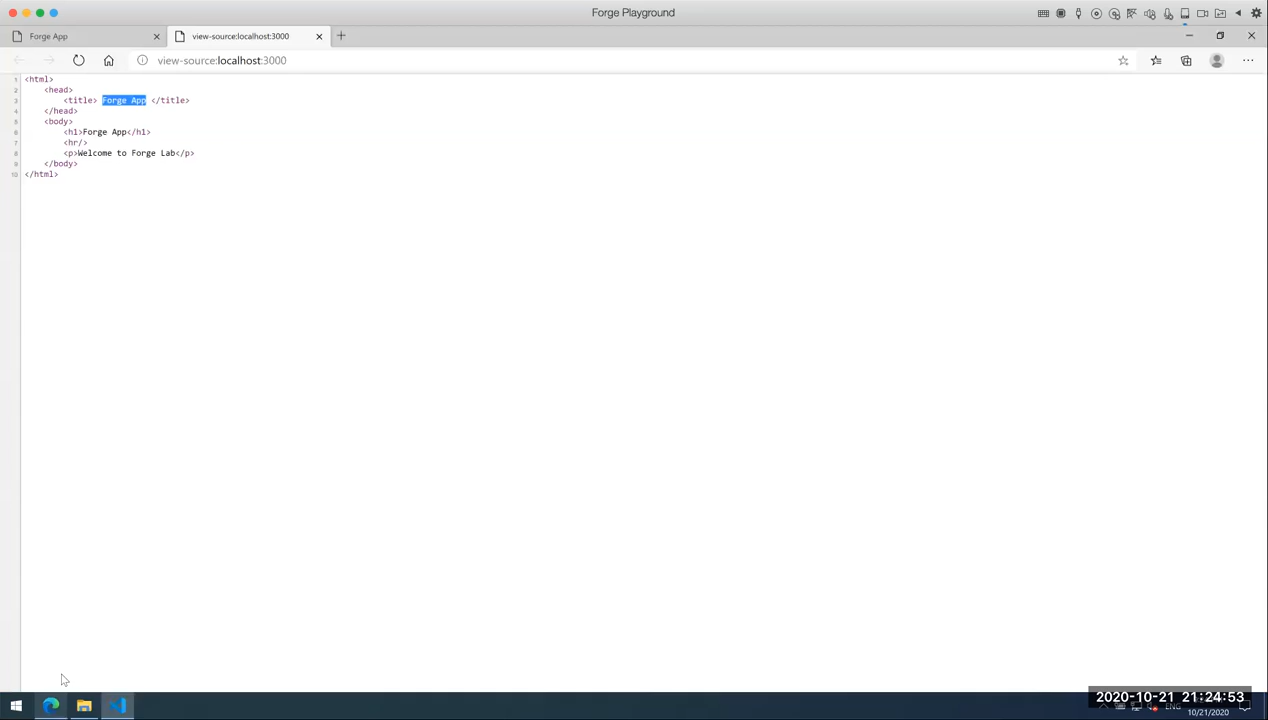 Forge Playground
Forge App
view-source:localhost:3000
view-source:localhost:3000
1 <html>
2 <head>
3 <title> Forge App </title>
4 </head>
5 <body>
6 <h1>Forge App</h1>
7 <hr/>
8 <p>Welcome to Forge Lab</p>
9 </body>
10 </html>
2020-10-21 21:24:53
ENG
10/21/2020